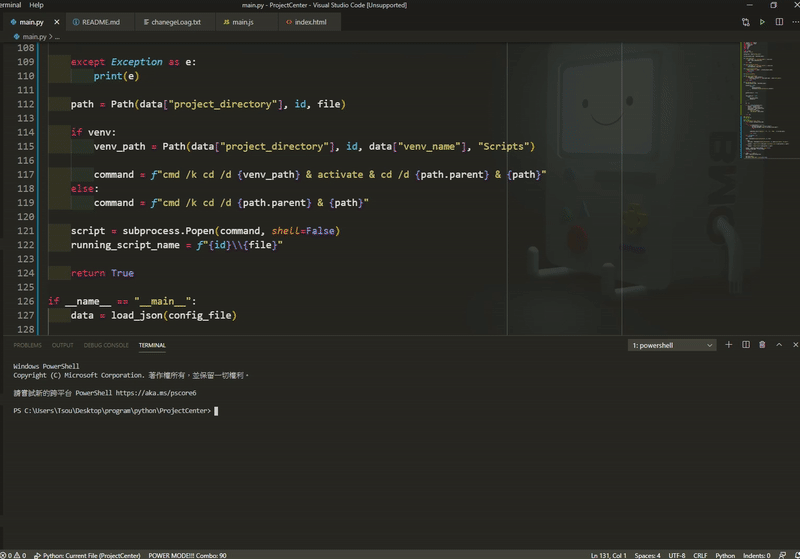 erminal Help main.py - ProjectCenter - Visual Studio Code [Unsupported]
main.py README.md chanegeLoag.txt main.js index.html
main.py > ...
108
109 except Exception as e:
110 print(e)
111
112 path = Path(data["project_directory"], id, file)
113
114 if venv:
115 venv_path = Path(data["project_directory"], id, data["venv_name"], "Scripts")
116
117 command = f"cmd /k cd /d {venv_path} & activate & cd /d {path.parent} & {path}"
118 else:
119 command = f"cmd /k cd /d {path.parent} & {path}"
120
121 script = subprocess.Popen(command, shell=False)
122 running_script_name = f"{id}\\{file}"
123
124 return True
125
126 if __name__ == "__main__":
127 data = load_json(config_file)
128
PROBLEMS OUTPUT DEBUG CONSOLE TERMINAL 1: powershell
Windows PowerShell
Copyright (C) Microsoft Corporation. 著作權所有，並保留一切權利。
請嘗試新的跨平台 PowerShell https://aka.ms/pscore6
PS C:\Users\Tsou\Desktop\program\python\ProjectCenter>
0 0 Python: Current File (ProjectCenter) POWER MODE!!! Combo: 90 Ln 131, Col 1 Spaces: 4 UTF-8 CRLF Python Indents: 0